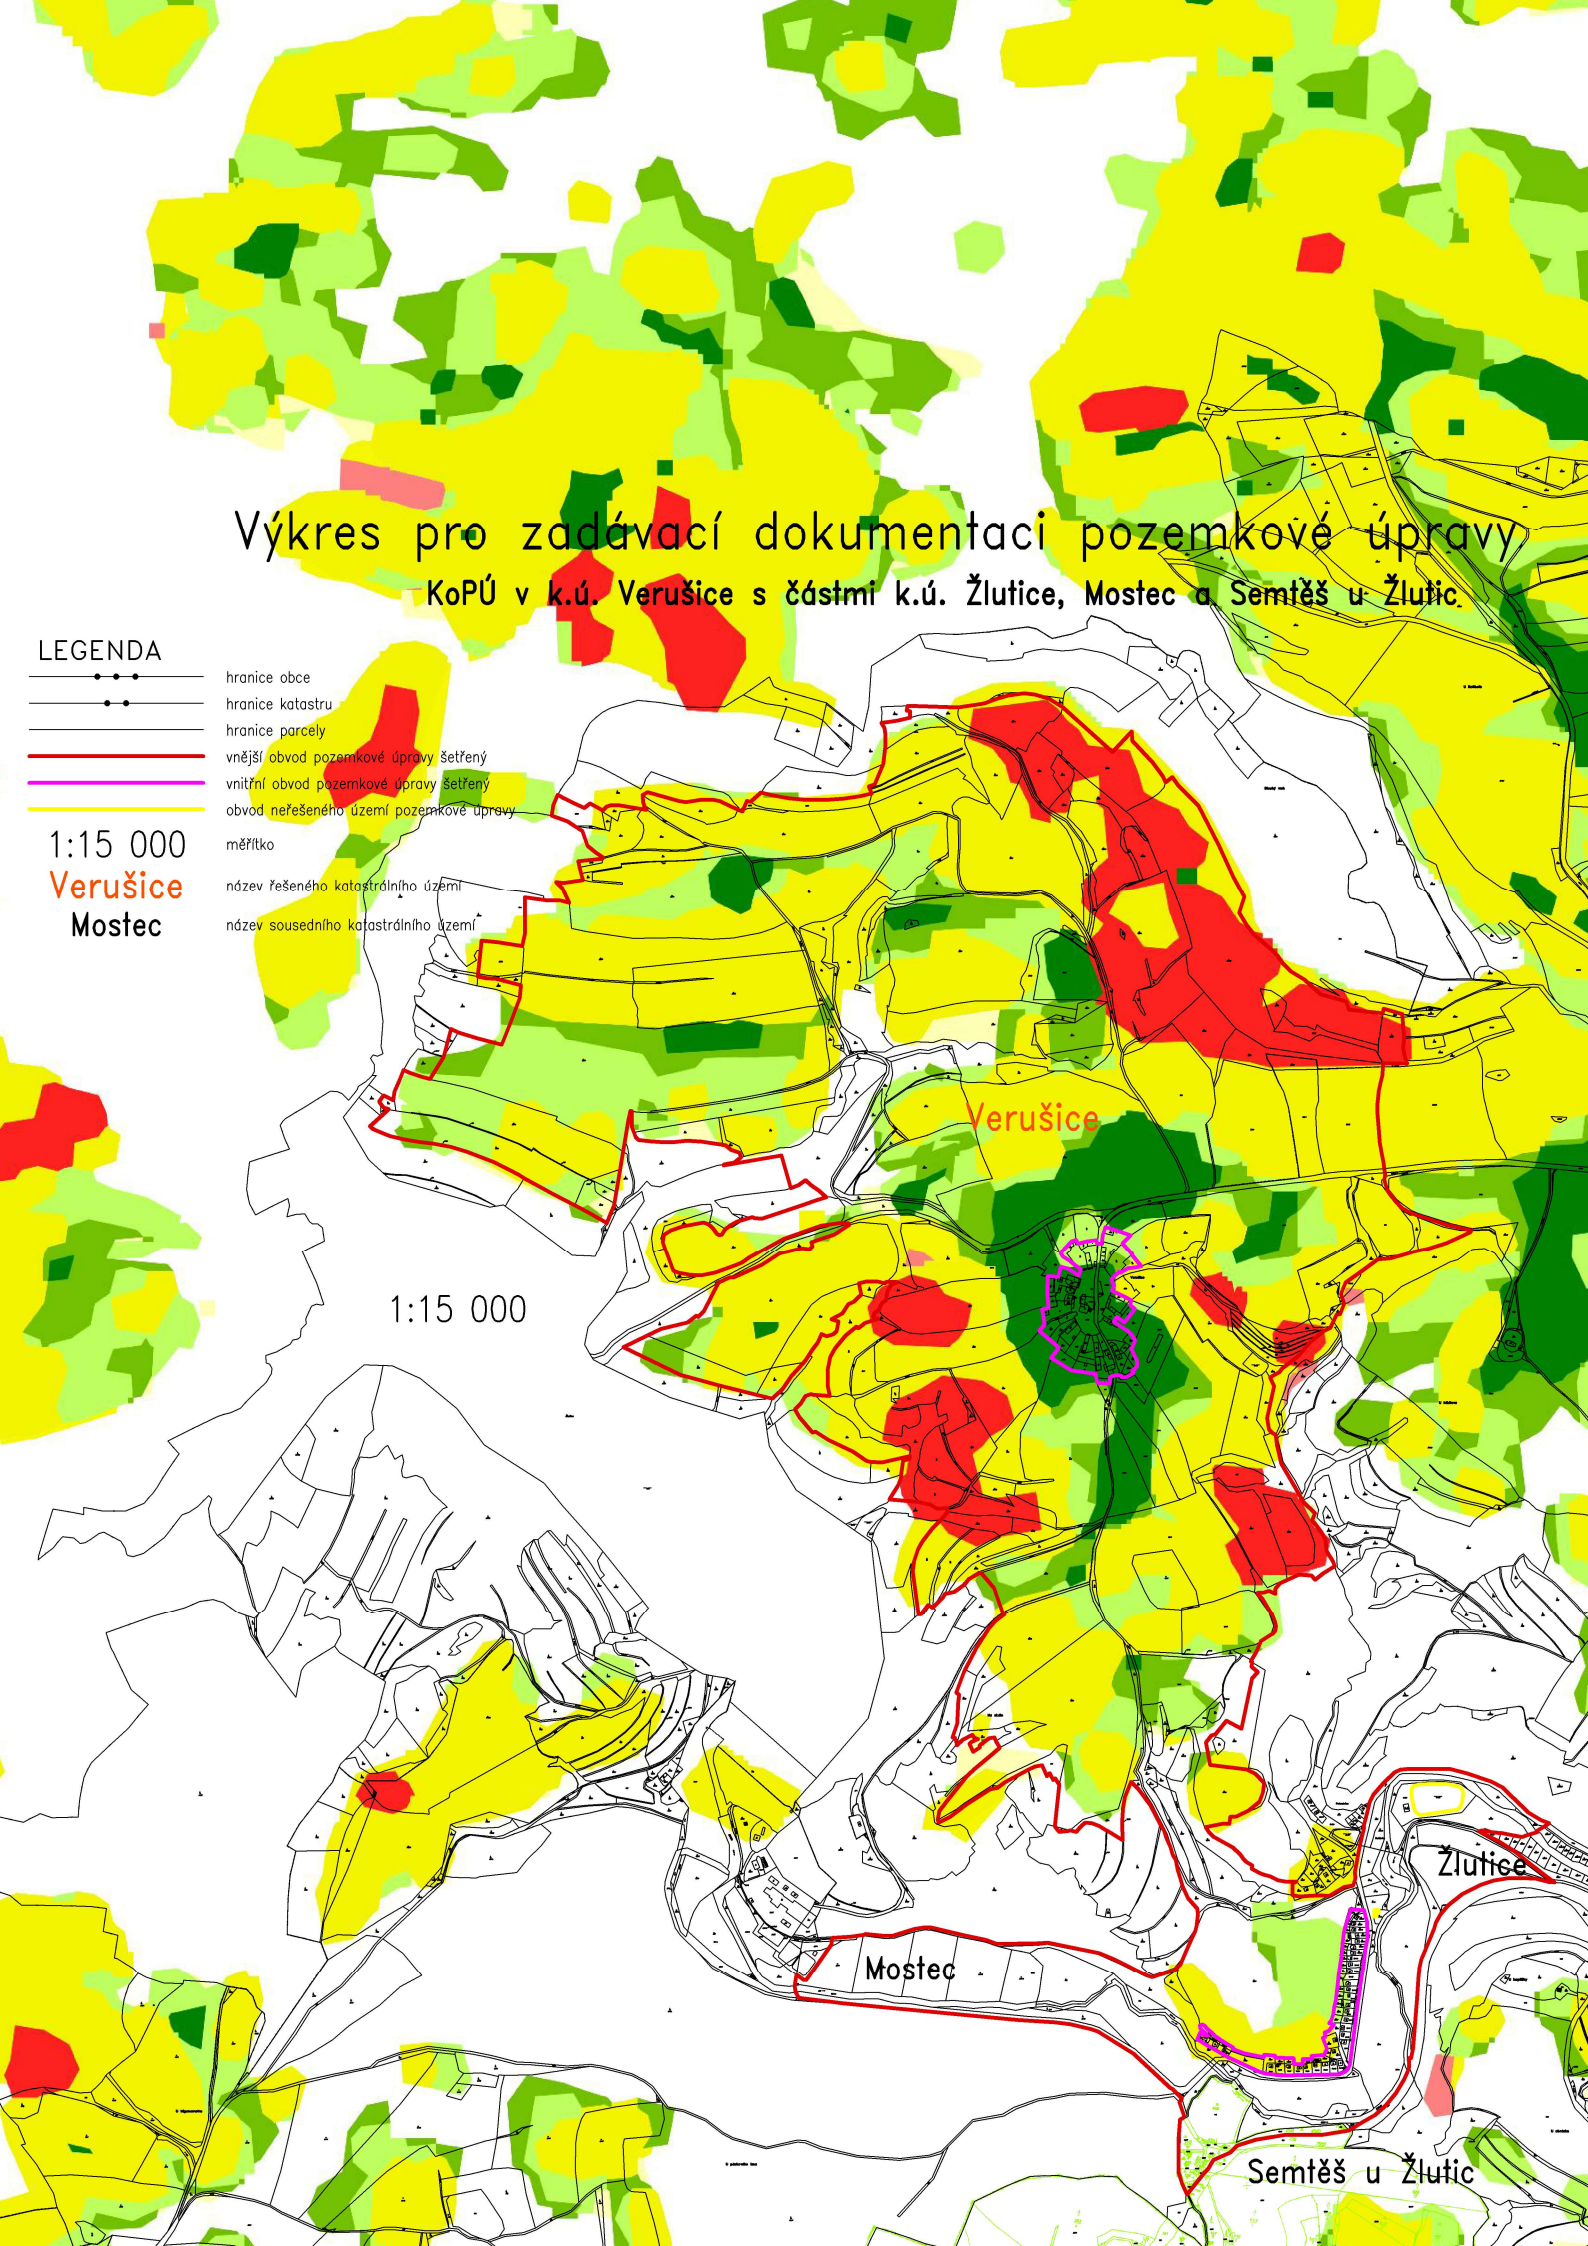 Výkres pro zadávací dokumentaci pozemkové úpravy
KoPÚ v k.ú. Verušice s částmi k.ú. Žlutice, Mostec a Semtěš u Žlutic
LEGENDA
hranice obce
hranice katastru
hranice parcely
vnější obvod pozemkové úpravy šetřený
vnitřní obvod pozemkové úpravy šetřený
obvod neřešeného území pozemkové úpravy
1:15 000 měřítko
Verušice název řešeného katastrálního území
Mostec název sousedního katastrálního území
Verušice
1:15 000
Žlutice
Mostec
Semtěš u Žlutic